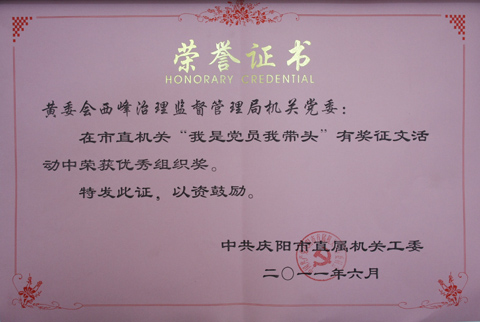 荣誉证书
HONORARY CREDENTIAL
黄委会西峰治理监督管理局机关党委：
在市直机关“我是党员我带头”有奖征文活
动中荣获优秀组织奖。
特发此证，以资鼓励。
中共庆阳市直属机关工委
二〇一一年六月